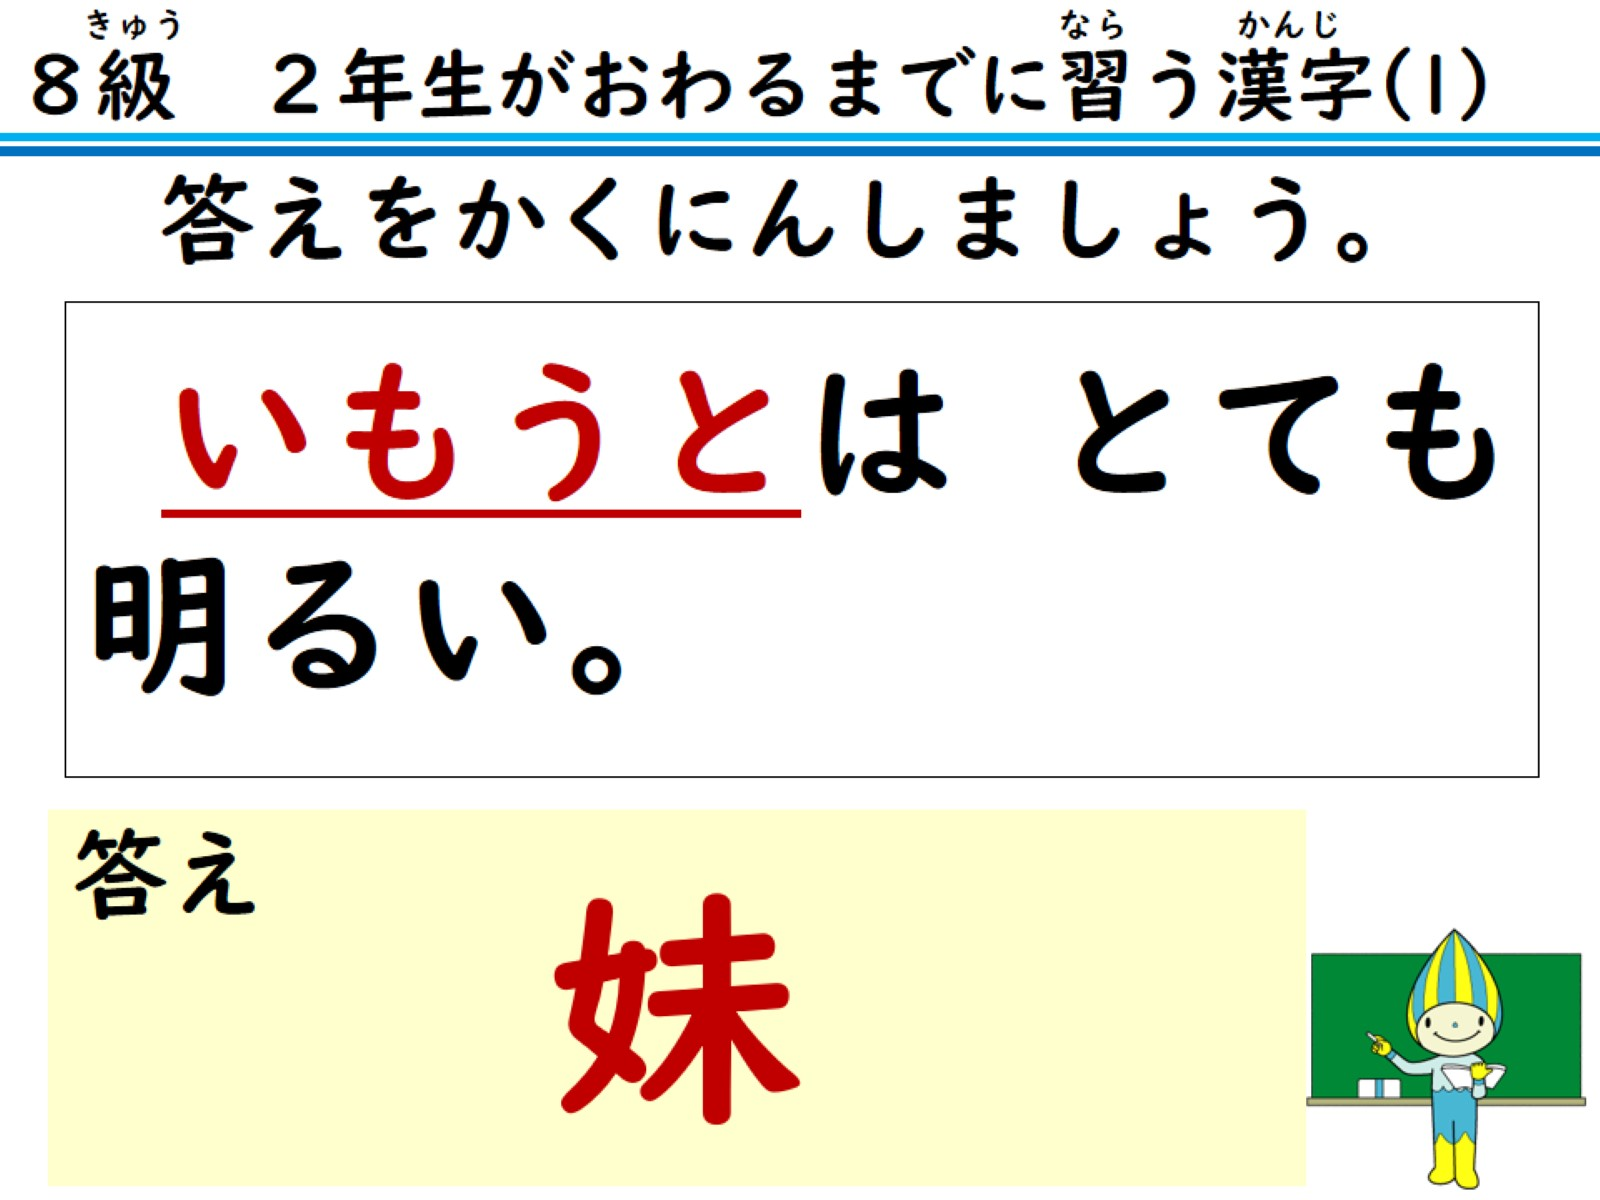 きゅう なら かんじ
8級 2年生がおわるまでに習う漢字(1)
答えをかくにんしましょう。
いもうとは とても
明るい。
答え
妹